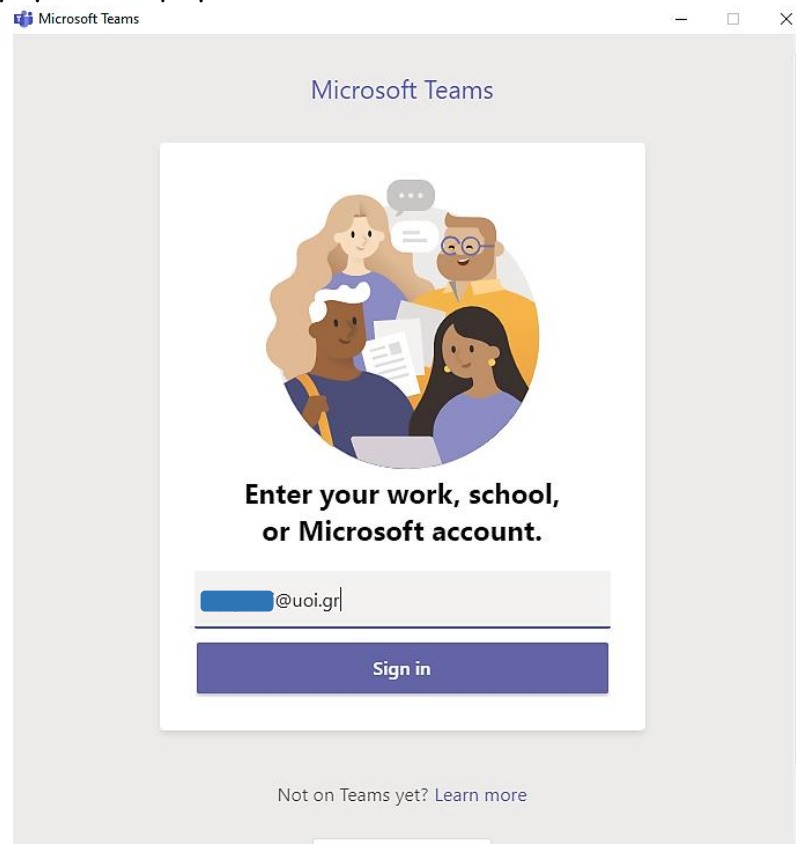 Microsoft Teams
Microsoft Teams
Enter your work, school,
or Microsoft account.
@uoi.gr
Sign in
Not on Teams yet? Learn more